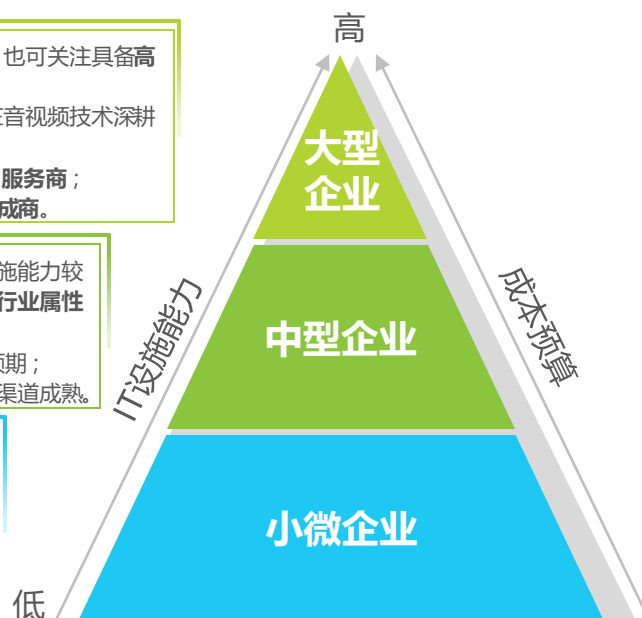 高
也可关注具备高
音视频技术深耕
服务商；
成商。
大型
企业
施能力较
行业属性
预期；
渠道成熟。
IT设施能力
成本预算
中型企业
小微企业
低